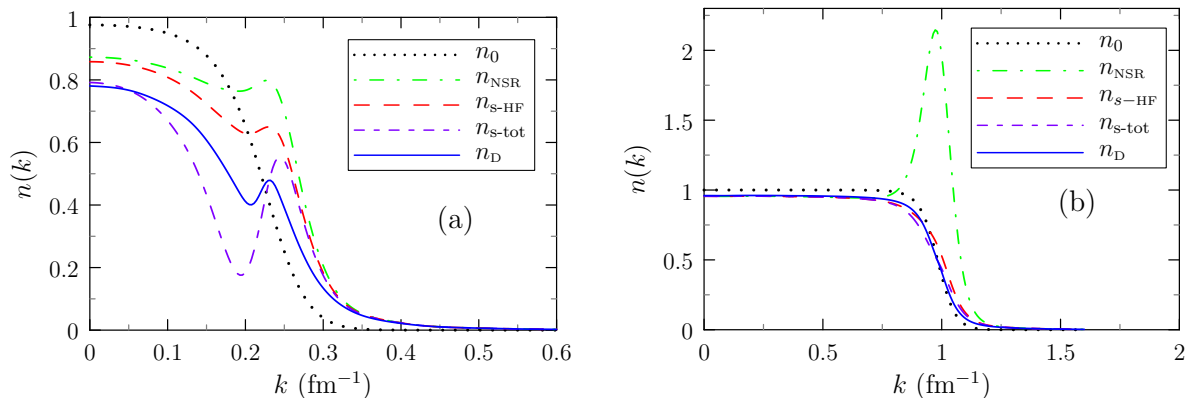 1
0.8
0.6
0.4
0.2
0
n(k)
n₀
n_NSR
n_s-HF
n_s-tot
n_D
(a)
0 0.1 0.2 0.3 0.4 0.5 0.6
k (fm⁻¹)
2
1.5
1
0.5
0
n(k)
n₀
n_NSR
n_s−HF
n_s-tot
n_D
(b)
0 0.5 1 1.5 2
k (fm⁻¹)